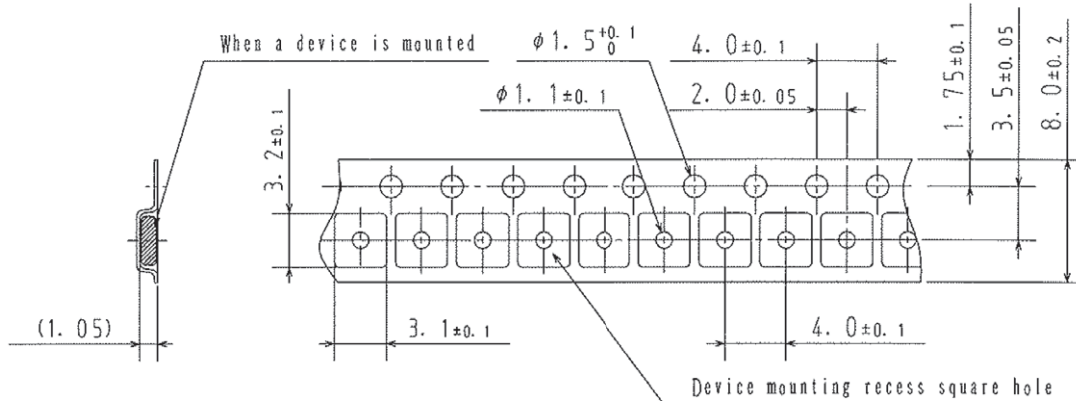 When a device is mounted
φ1.5 +0.1 0
4.0±0.1
φ1.1±0.1
2.0±0.05
1.75±0.1
3.5±0.05
8.0±0.2
3.2±0.1
(1.05)
3.1±0.1
4.0±0.1
Device mounting recess square hole